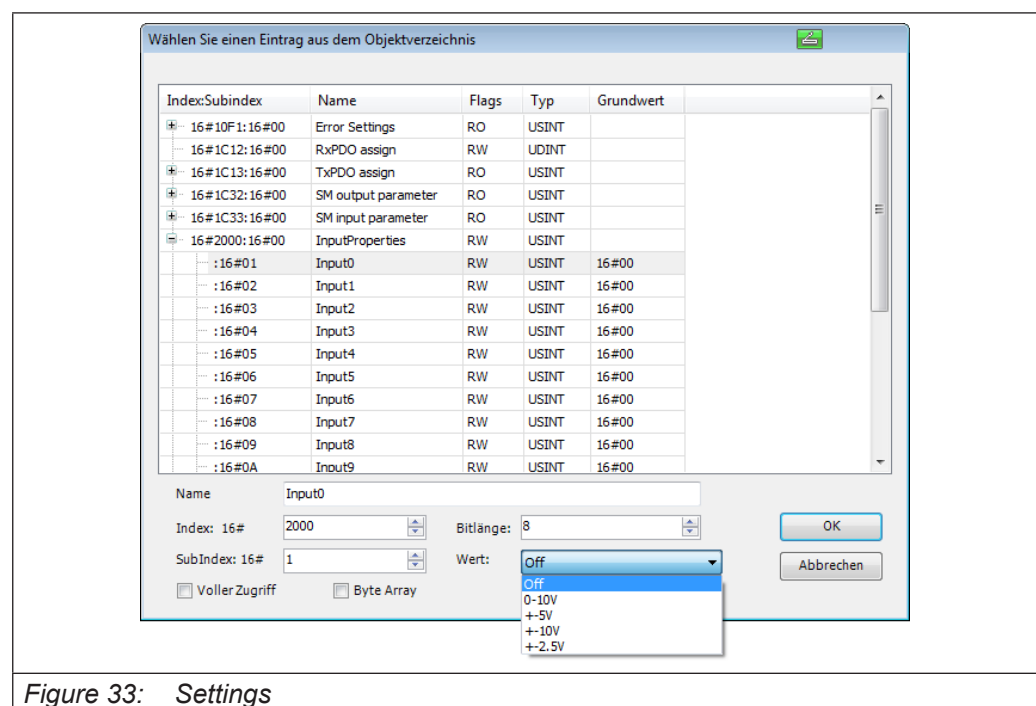 Wählen Sie einen Eintrag aus dem Objektverzeichnis
Index:Subindex Name Flags Typ Grundwert
16#10F1:16#00 Error Settings RO USINT
16#1C12:16#00 RxPDO assign RW UDINT
16#1C13:16#00 TxPDO assign RO USINT
16#1C32:16#00 SM output parameter RO USINT
16#1C33:16#00 SM input parameter RO USINT
16#2000:16#00 InputProperties RW USINT
:16#01 Input0 RW USINT 16#00
:16#02 Input1 RW USINT 16#00
:16#03 Input2 RW USINT 16#00
:16#04 Input3 RW USINT 16#00
:16#05 Input4 RW USINT 16#00
:16#06 Input5 RW USINT 16#00
:16#07 Input6 RW USINT 16#00
:16#08 Input7 RW USINT 16#00
:16#09 Input8 RW USINT 16#00
:16#0A Input9 RW USINT 16#00
Name Input0
Index: 16# 2000 Bitlänge: 8 OK
SubIndex: 16# 1 Wert: Off Abbrechen
Voller Zugriff Byte Array Off
0-10V
+-5V
+-10V
+-2.5V
Figure 33: Settings